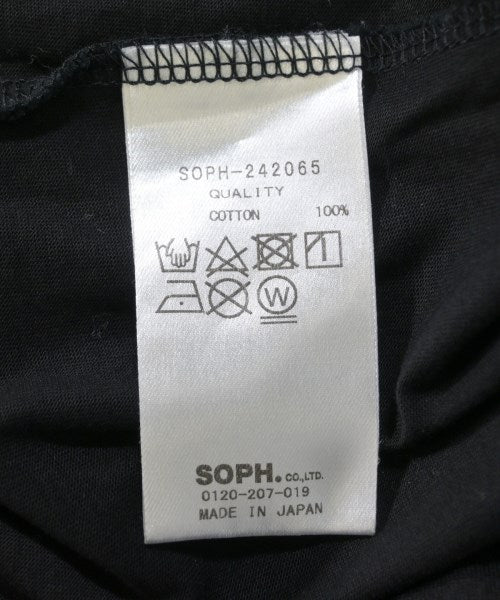 SOPH-242065
QUALITY
COTTON 100%
W
SOPH. CO.,LTD.
0120-207-019
MADE IN JAPAN